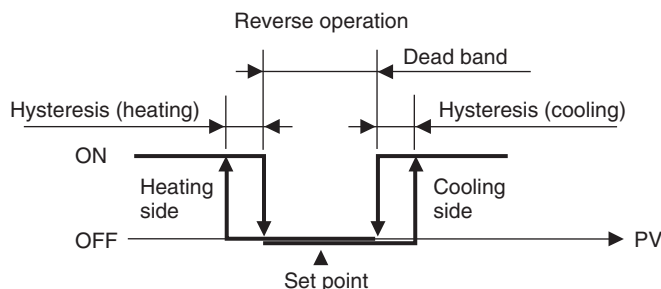 Reverse operation
Dead band
Hysteresis (heating)
Hysteresis (cooling)
ON
Heating
side
Cooling
side
OFF
PV
Set point